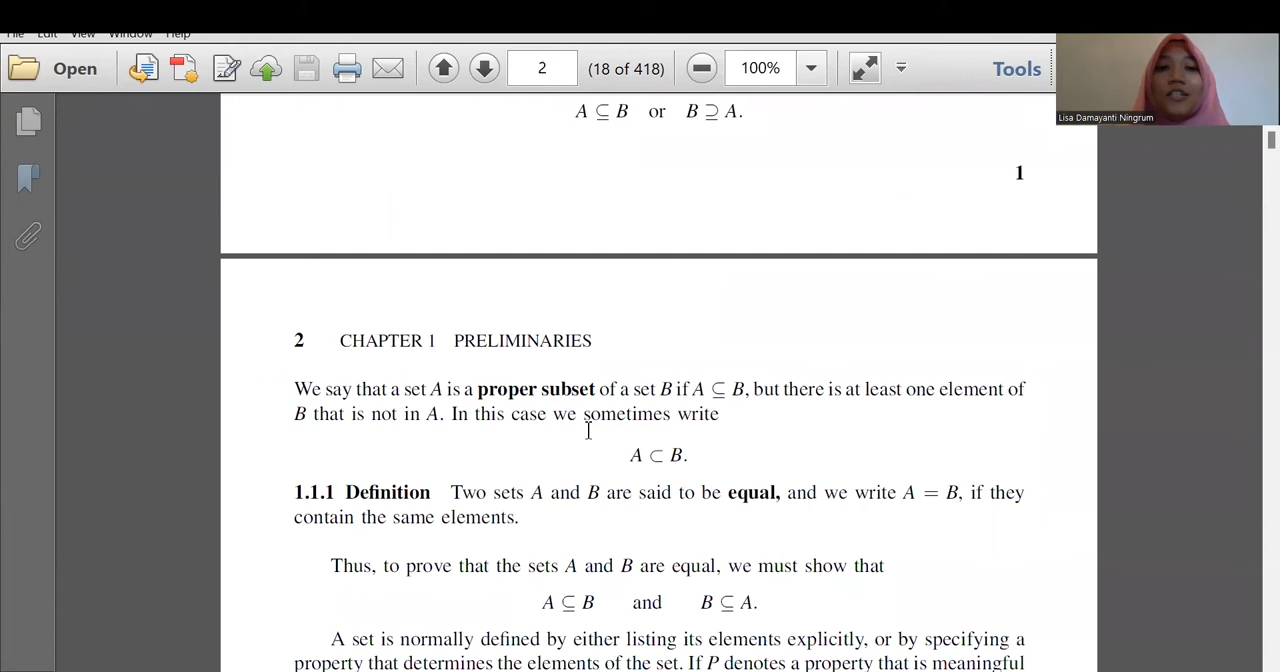 File Edit View Window Help
Open
2
(18 of 418)
100%
Tools
Lisa Damayanti Ningrum
A ⊆ B or B ⊇ A.
1
2 CHAPTER 1 PRELIMINARIES
We say that a set A is a proper subset of a set B if A ⊆ B, but there is at least one element of
B that is not in A. In this case we sometimes write
A ⊂ B.
1.1.1 Definition Two sets A and B are said to be equal, and we write A = B, if they
contain the same elements.
Thus, to prove that the sets A and B are equal, we must show that
A ⊆ B and B ⊆ A.
A set is normally defined by either listing its elements explicitly, or by specifying a
property that determines the elements of the set. If P denotes a property that is meaningful